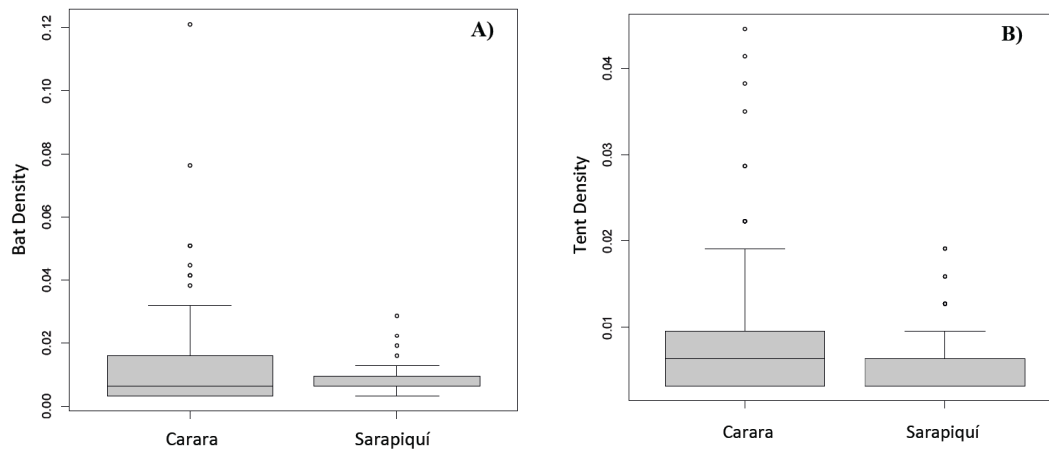 A)
Bat Density
0.12
0.10
0.08
0.06
0.04
0.02
0.00
Carara
Sarapiquí
B)
Tent Density
0.04
0.03
0.02
0.01
Carara
Sarapiquí